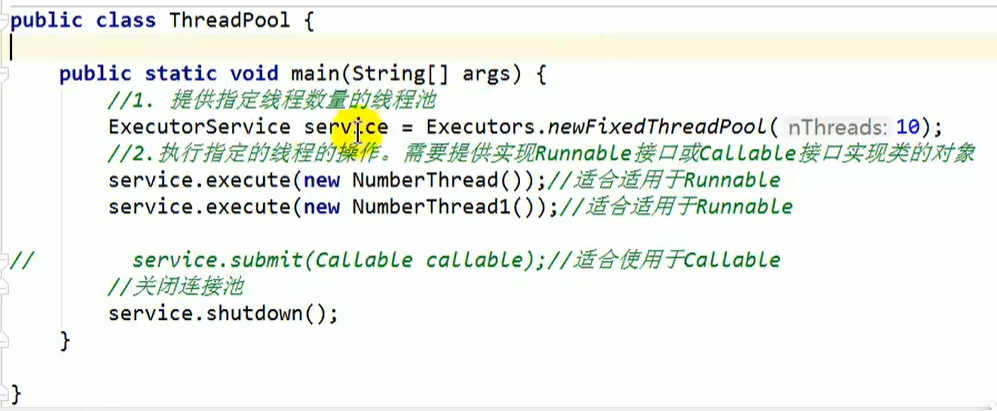 public class ThreadPool {
public static void main(String[] args) {
//1. 提供指定线程数量的线程池
ExecutorService service = Executors.newFixedThreadPool( nThreads: 10);
//2.执行指定的线程的操作。需要提供实现Runnable接口或Callable接口实现类的对象
service.execute(new NumberThread());//适合适用于Runnable
service.execute(new NumberThread1());//适合适用于Runnable
// service.submit(Callable callable);//适合使用于Callable
//关闭连接池
service.shutdown();
}
}